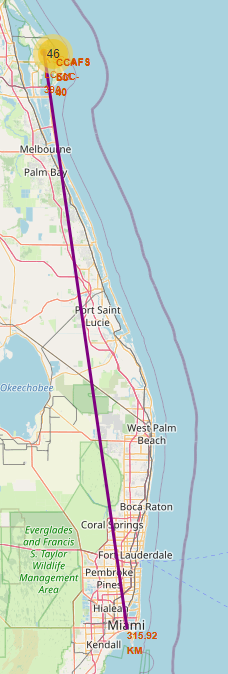 46
CCAFS
40
Melbourne
Palm Bay
Port Saint
Lucie
Okeechobee
West Palm
Beach
Boca Raton
Coral Springs
Everglades
and Francis
S. Taylor
Wildlife
Management
Area
Fort Lauderdale
Pembroke
Pines
Hialeah
Miami
315.92
KM
Kendall